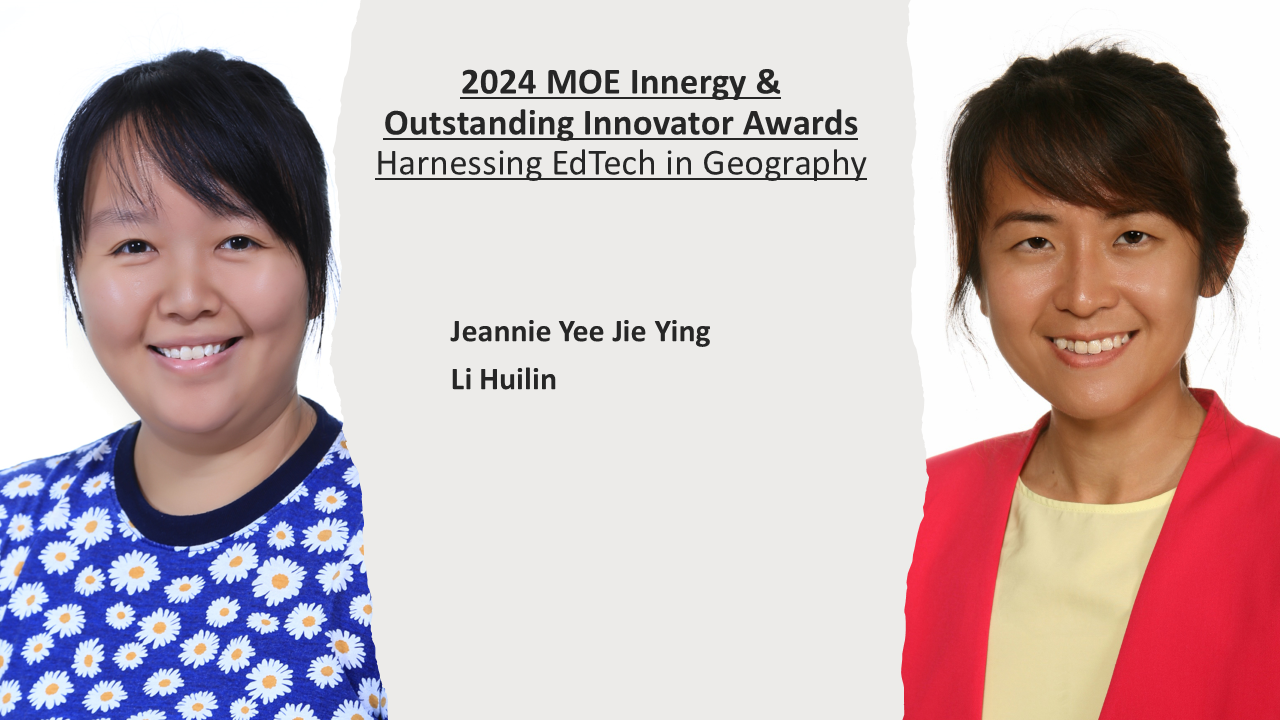 2024 MOE Innergy &
Outstanding Innovator Awards
Harnessing EdTech in Geography
Jeannie Yee Jie Ying
Li Huilin